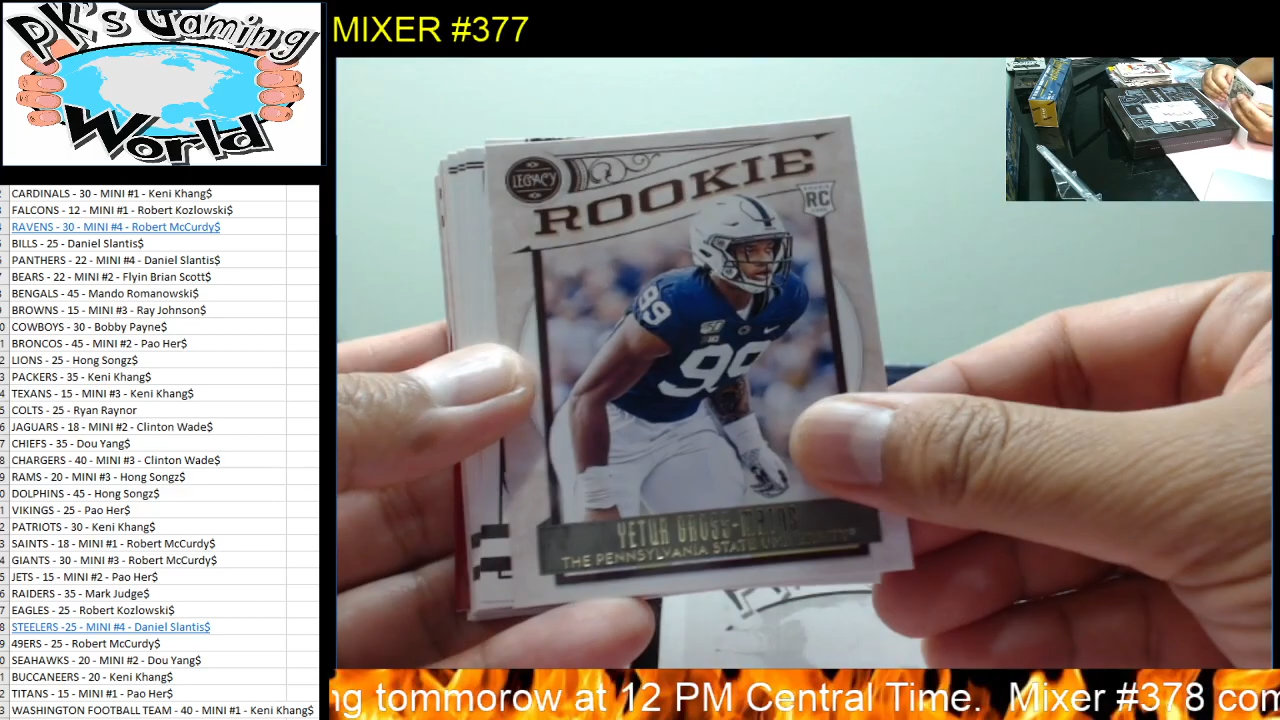 PK's Gaming
World
MIXER #377
CARDINALS - 30 - MINI #1 - Keni Khang$
FALCONS - 12 - MINI #1 - Robert Kozlowski$
RAVENS - 30 - MINI #4 - Robert McCurdy$
BILLS - 25 - Daniel Slantis$
PANTHERS - 22 - MINI #4 - Daniel Slantis$
BEARS - 22 - MINI #2 - Flyin Brian Scott$
BENGALS - 45 - Mando Romanowski$
BROWNS - 15 - MINI #3 - Ray Johnson$
COWBOYS - 30 - Bobby Payne$
BRONCOS - 45 - MINI #2 - Pao Her$
LIONS - 25 - Hong Songz$
PACKERS - 35 - Keni Khang$
TEXANS - 15 - MINI #3 - Keni Khang$
COLTS - 25 - Ryan Raynor
JAGUARS - 18 - MINI #2 - Clinton Wade$
CHIEFS - 35 - Dou Yang$
CHARGERS - 40 - MINI #3 - Clinton Wade$
RAMS - 20 - MINI #3 - Hong Songz$
DOLPHINS - 45 - Hong Songz$
VIKINGS - 25 - Pao Her$
PATRIOTS - 30 - Keni Khang$
SAINTS - 18 - MINI #1 - Robert McCurdy$
GIANTS - 30 - MINI #3 - Robert McCurdy$
JETS - 15 - MINI #2 - Pao Her$
RAIDERS - 35 - Mark Judge$
EAGLES - 25 - Robert Kozlowski$
STEELERS -25 - MINI #4 - Daniel Slantis$
49ERS - 25 - Robert McCurdy$
SEAHAWKS - 20 - MINI #2 - Dou Yang$
BUCCANEERS - 20 - Keni Khang$
TITANS - 15 - MINI #1 - Pao Her$
WASHINGTON FOOTBALL TEAM - 40 - MINI #1 - Keni Khang$
LEGACY
ROOKIE
RC
99
99
YETUR GROSS-MATOS
THE PENNSYLVANIA STATE UNIVERSITY
ng tommorow at 12 PM Central Time. Mixer #378 com